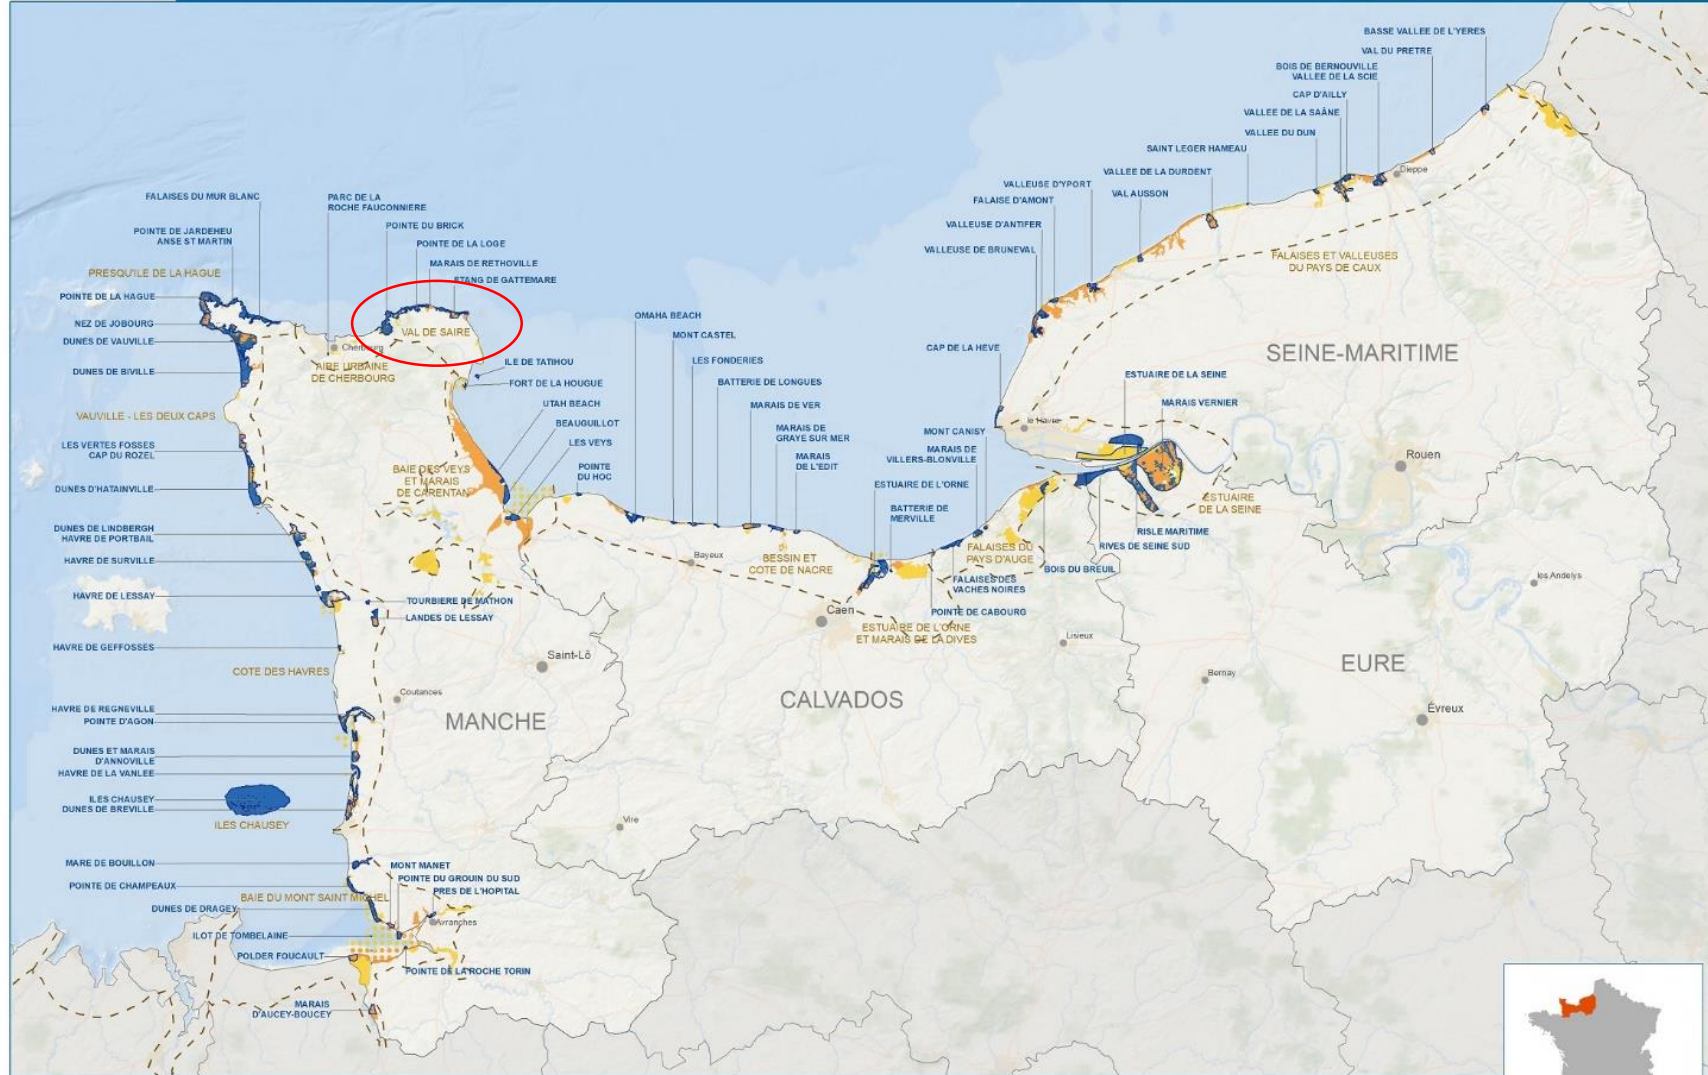 BASSE VALLEE DE L'YERES
VAL DU PRETRE
BOIS DE BERNOUVILLE
VALLEE DE LA SCIE
CAP D'AILLY
VALLEE DE LA SAÂNE
VALLEE DU DUN
SAINT LEGER HAMEAU
VALLEE DE LA DURDENT
VAL AUSSON
VALLEUSE D'YPORT
FALAISE D'AMONT
VALLEUSE D'ANTIFER
VALLEUSE DE BRUNEVAL
Dieppe
FALAISES ET VALLEUSES
DU PAYS DE CAUX
FALAISES DU MUR BLANC
PARC DE LA
ROCHE FAUCONNIERE
POINTE DU BRICK
POINTE DE JARDEHEU
ANSE ST MARTIN
POINTE DE LA LOGE
MARAIS DE RETHOVILLE
ETANG DE GATTEMARE
PRESQU'ILE DE LA HAGUE
POINTE DE LA HAGUE
NEZ DE JOBOURG
DUNES DE VAUVILLE
DUNES DE BIVILLE
VAL DE SAIRE
Cherbourg
AIRE URBAINE
DE CHERBOURG
ILE DE TATIHOU
FORT DE LA HOUGUE
UTAH BEACH
BEAUGUILLOT
LES VEYS
VAUVILLE - LES DEUX CAPS
LES VERTES FOSSES
CAP DU ROZEL
DUNES D'HATAINVILLE
BAIE DES VEYS
ET MARAIS
DE CARENTAN
POINTE
DU HOC
OMAHA BEACH
MONT CASTEL
LES FONDERIES
BATTERIE DE LONGUES
MARAIS DE VER
MARAIS DE
GRAYE SUR MER
MARAIS
DE L'EDIT
CAP DE LA HEVE
SEINE-MARITIME
ESTUAIRE DE LA SEINE
MARAIS VERNIER
le Havre
MONT CANISY
MARAIS DE
VILLERS-BLONVILLE
ESTUAIRE DE L'ORNE
BATTERIE DE
MERVILLE
Rouen
ESTUAIRE
DE LA SEINE
RISLE MARITIME
RIVES DE SEINE SUD
BOIS DU BREUIL
FALAISES DU
PAYS D'AUGE
FALAISES DES
VACHES NOIRES
POINTE DE CABOURG
Bayeux
BESSIN ET
COTE DE NACRE
Caen
ESTUAIRE DE L'ORNE
ET MARAIS DE LA DIVES
Lisieux
les Andelys
DUNES DE LINDBERGH
HAVRE DE PORTBAIL
HAVRE DE SURVILLE
HAVRE DE LESSAY
TOURBIERE DE MATHON
LANDES DE LESSAY
HAVRE DE GEFFOSSES
COTE DES HAVRES
Saint-Lô
Coutances
MANCHE
CALVADOS
EURE
Bernay
Évreux
HAVRE DE REGNEVILLE
POINTE D'AGON
DUNES ET MARAIS
D'ANNOVILLE
HAVRE DE LA VANLEE
ILES CHAUSEY
DUNES DE BREVILLE
ILES CHAUSEY
Vire
MARE DE BOUILLON
POINTE DE CHAMPEAUX
BAIE DU MONT SAINT MICHEL
DUNES DE DRAGEY
MONT MANET
POINTE DU GROUIN DU SUD
PRES DE L'HOPITAL
Avranches
ILOT DE TOMBELAINE
POLDER FOUCAULT
POINTE DE LA ROCHE TORIN
MARAIS
D'AUCEY-BOUCEY